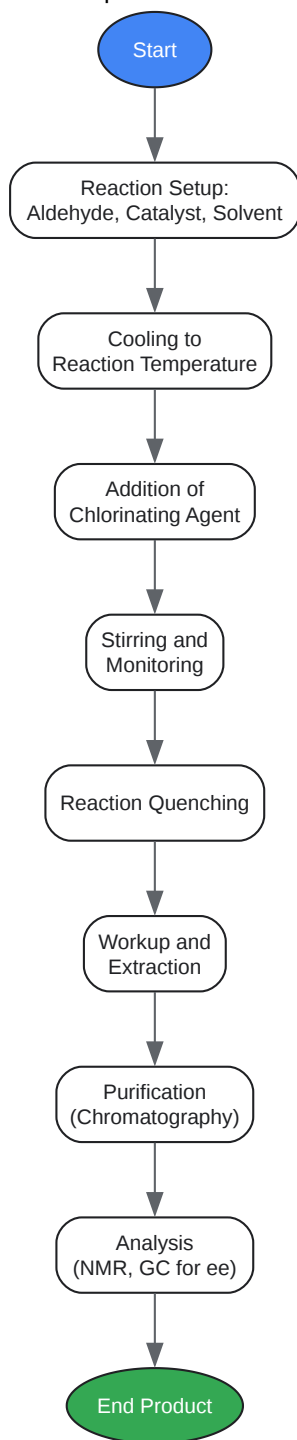 Start
Reaction Setup:
Aldehyde, Catalyst, Solvent
Cooling to
Reaction Temperature
Addition of
Chlorinating Agent
Stirring and
Monitoring
Reaction Quenching
Workup and
Extraction
Purification
(Chromatography)
Analysis
(NMR, GC for ee)
End Product